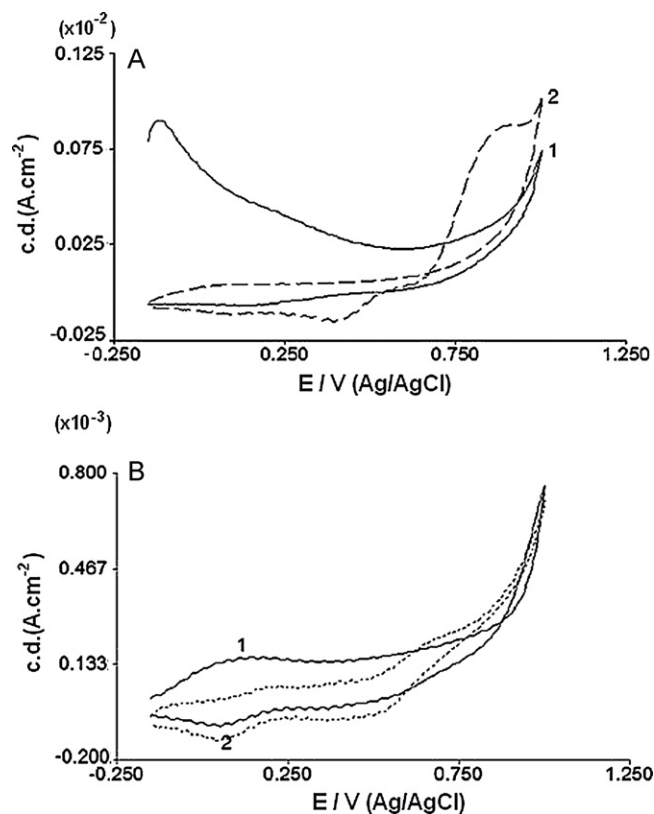 (x10⁻²)
0.125
A
2
0.075
1
c.d.(A.cm⁻²)
0.025
-0.025
-0.250 0.250 0.750 1.250
E / V (Ag/AgCl)
(x10⁻³)
0.800
B
0.467
c.d.(A.cm⁻²)
1
0.133
2
-0.200
-0.250 0.250 0.750 1.250
E / V (Ag/AgCl)